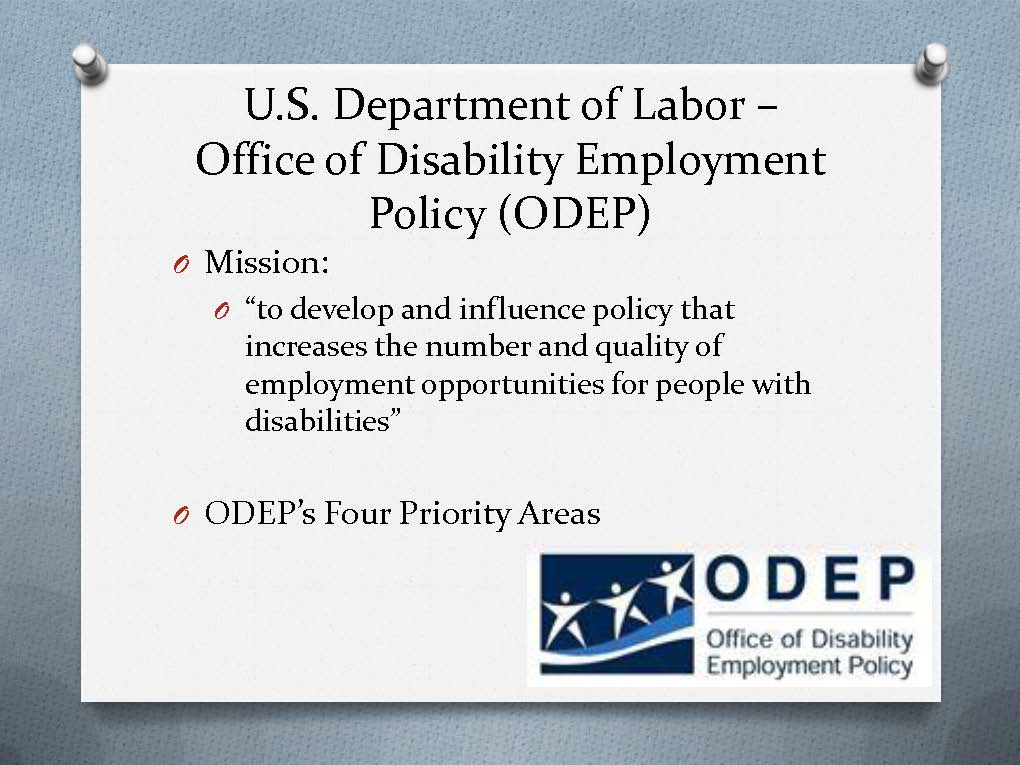 U.S. Department of Labor –
Office of Disability Employment
Policy (ODEP)
Mission:
“to develop and influence policy that
increases the number and quality of
employment opportunities for people with
disabilities”
ODEP’s Four Priority Areas
ODEP
Office of Disability
Employment Policy